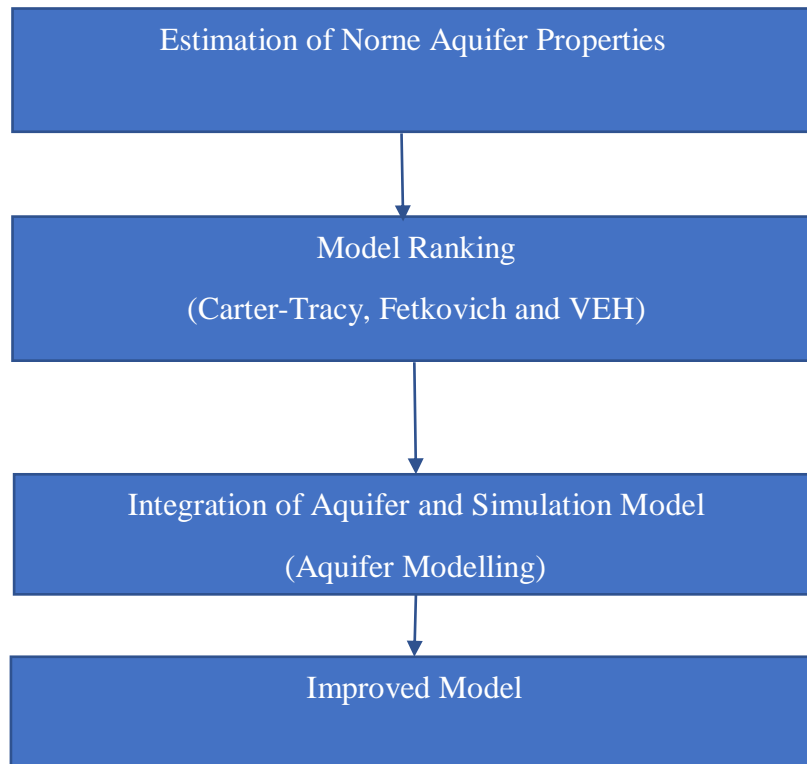 Estimation of Norne Aquifer Properties
Model Ranking
(Carter-Tracy, Fetkovich and VEH)
Integration of Aquifer and Simulation Model
(Aquifer Modelling)
Improved Model